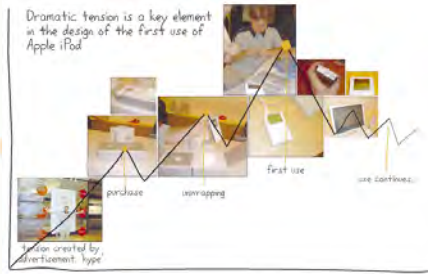 Dramatic tension is a key element
in the design of the first use of
Apple iPod
first use
purchase
unwrapping
use continues...
tension created by
advertisement, hype